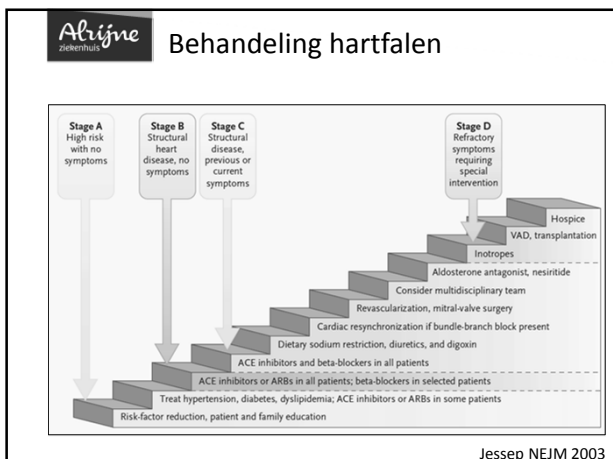 Alrijne
ziekenhuis
Behandeling hartfalen
Stage A
High risk
with no
symptoms
Stage B
Structural
heart
disease, no
symptoms
Stage C
Structural
disease,
previous or
current
symptoms
Stage D
Refractory
symptoms
requiring
special
intervention
Hospice
VAD, transplantation
Inotropes
Aldosterone antagonist, nesiritide
Consider multidisciplinary team
Revascularization, mitral-valve surgery
Cardiac resynchronization if bundle-branch block present
Dietary sodium restriction, diuretics, and digoxin
ACE inhibitors and beta-blockers in all patients
ACE inhibitors or ARBs in all patients; beta-blockers in selected patients
Treat hypertension, diabetes, dyslipidemia; ACE inhibitors or ARBs in some patients
Risk-factor reduction, patient and family education
Jessep NEJM 2003